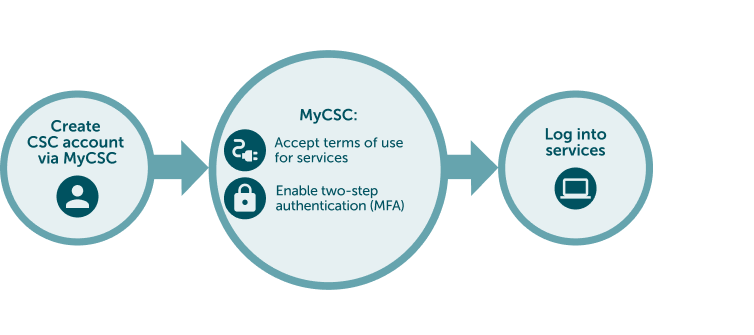 Create
CSC account
via MyCSC
MyCSC:
Accept terms of use
for services
Enable two-step
authentication (MFA)
Log into
services